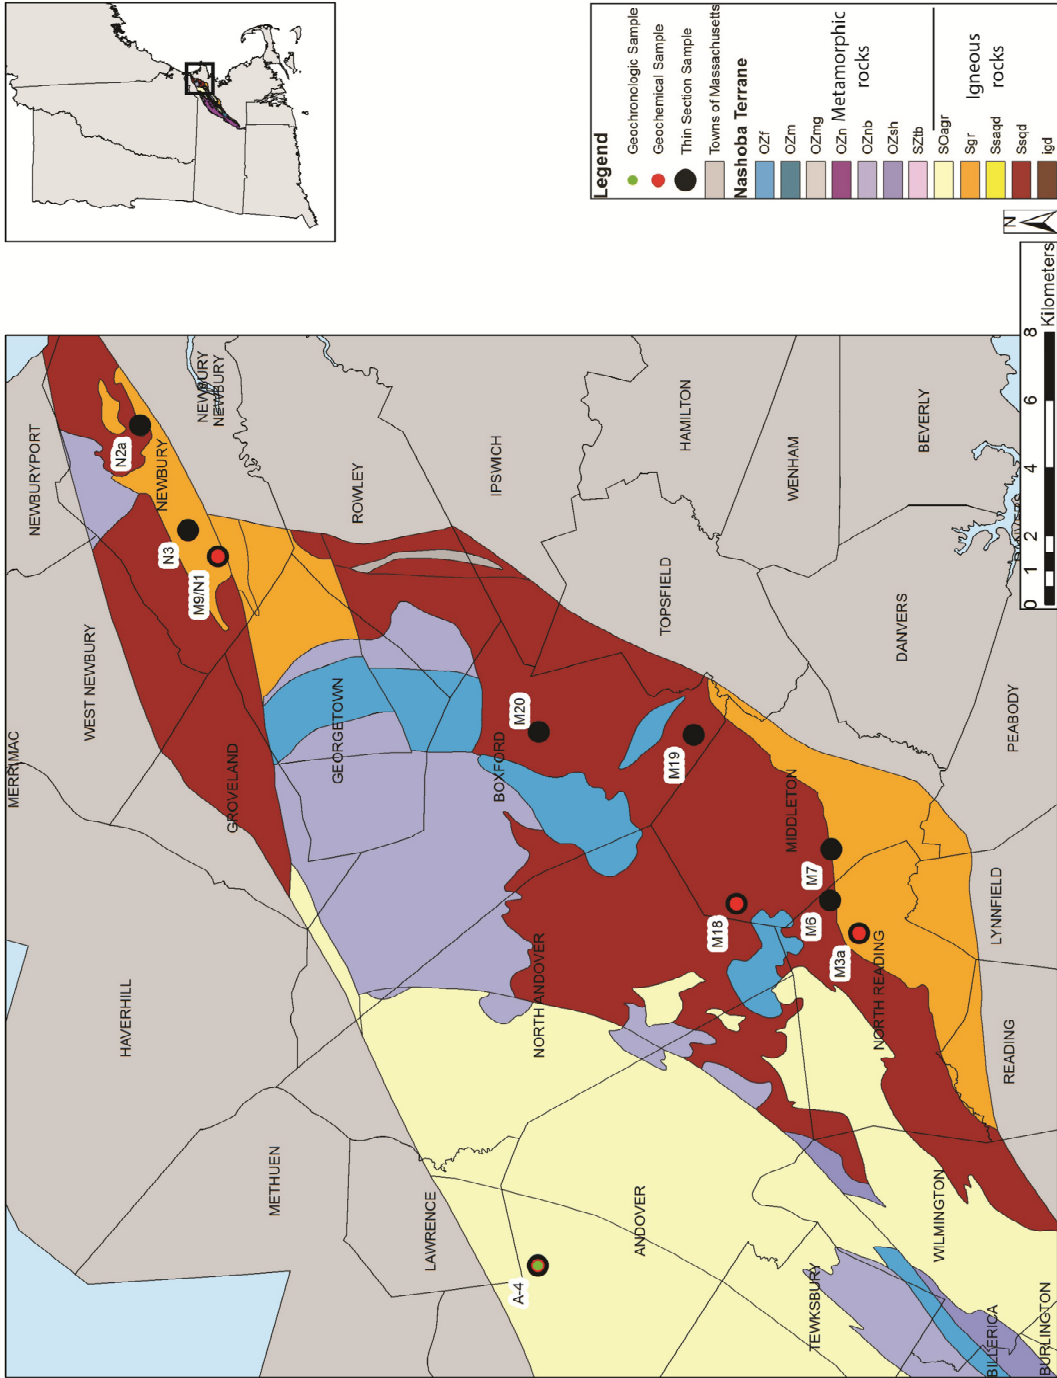 Legend
Geochronologic Sample
Geochemical Sample
Thin Section Sample
Towns of Massachusetts
Nashoba Terrane
OZf
OZm
OZmg
OZn
OZnb
OZsh
SZtb
Metamorphic
rocks
SOagr
Sgr
Ssaqd
Ssqd
igd
Igneous
rocks
N
0 1 2 4 6 8
Kilometers
MERRIMAC
NEWBURYPORT
WEST NEWBURY
HAVERHILL
NEWBURY
NEWBURY
NEWBURY
GROVELAND
METHUEN
GEORGETOWN
ROWLEY
LAWRENCE
BOXFORD
IPSWICH
NORTH ANDOVER
ANDOVER
TOPSFIELD
HAMILTON
MIDDLETON
WENHAM
TEWKSBURY
NORTH READING
DANVERS
BEVERLY
WILMINGTON
BILLERICA
BURLINGTON
READING
LYNNFIELD
PEABODY
DANVERS
N2a
N3
M9/N1
M20
M19
M18
M7
M6
M3a
A-4